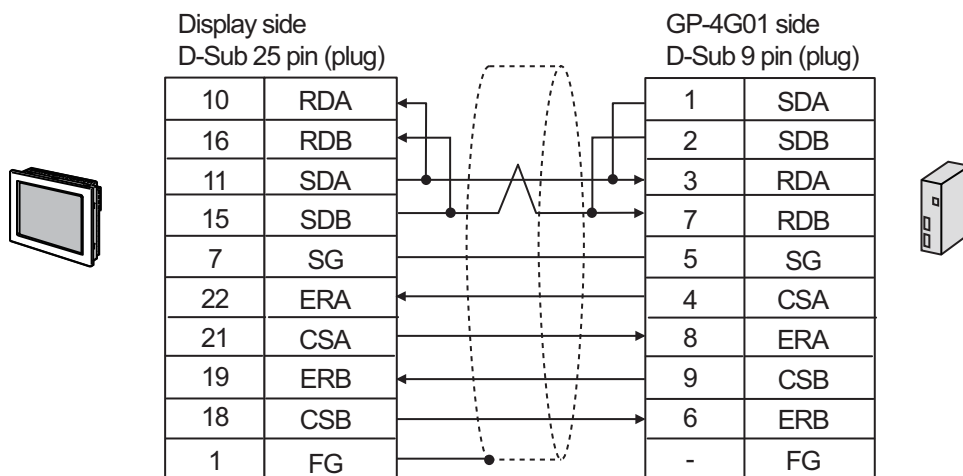 Display side
D-Sub 25 pin (plug)
GP-4G01 side
D-Sub 9 pin (plug)
10 RDA 1 SDA
16 RDB 2 SDB
11 SDA 3 RDA
15 SDB 7 RDB
7 SG 5 SG
22 ERA 4 CSA
21 CSA 8 ERA
19 ERB 9 CSB
18 CSB 6 ERB
1 FG - FG